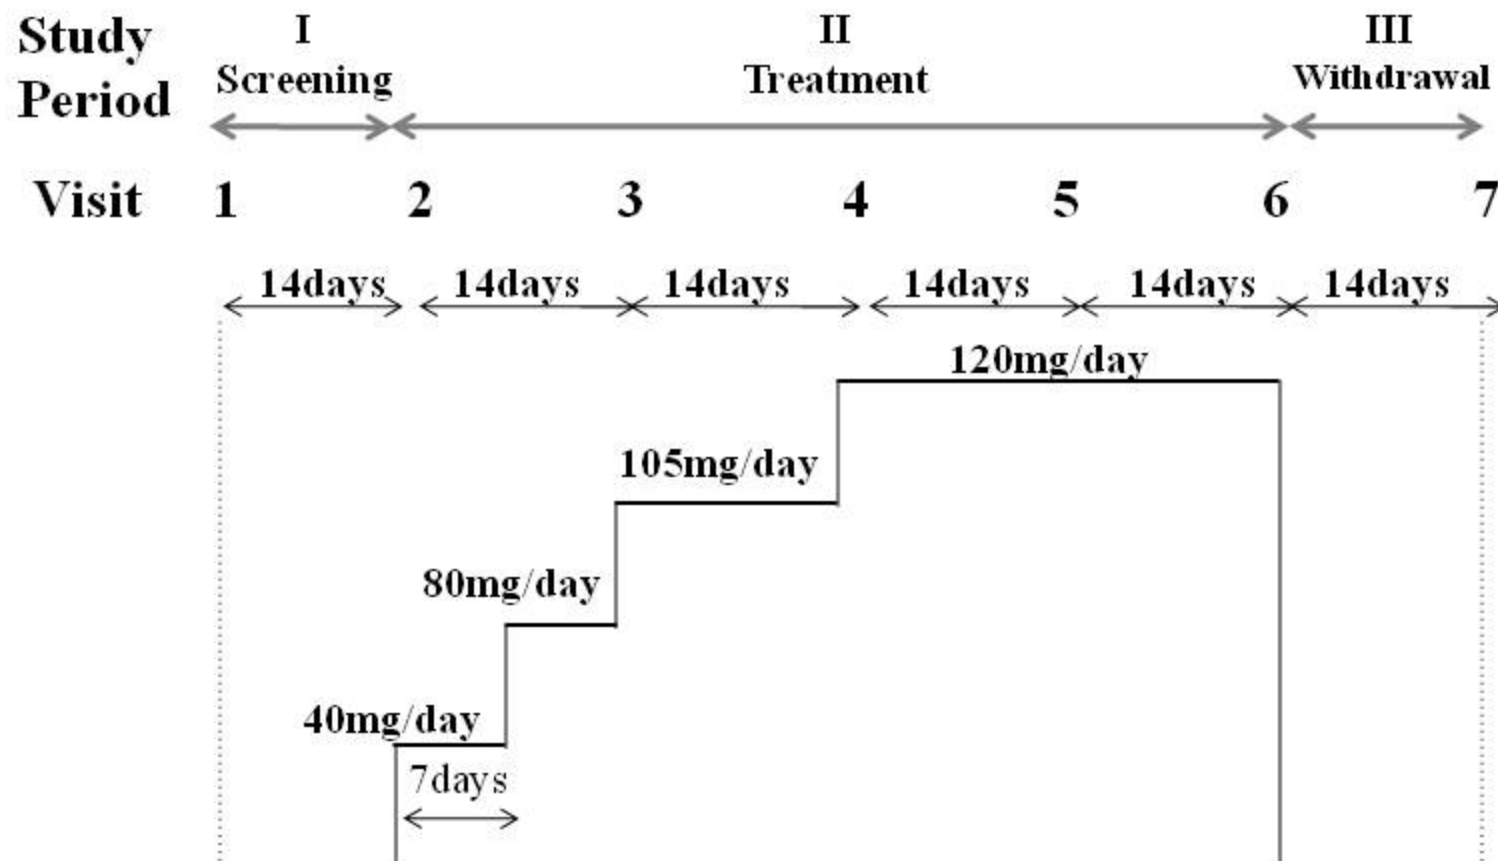 Study Period
I
Screening
II
Treatment
III
Withdrawal
Visit 1 2 3 4 5 6 7
14days 14days 14days 14days 14days 14days
120mg/day
105mg/day
80mg/day
40mg/day
7days